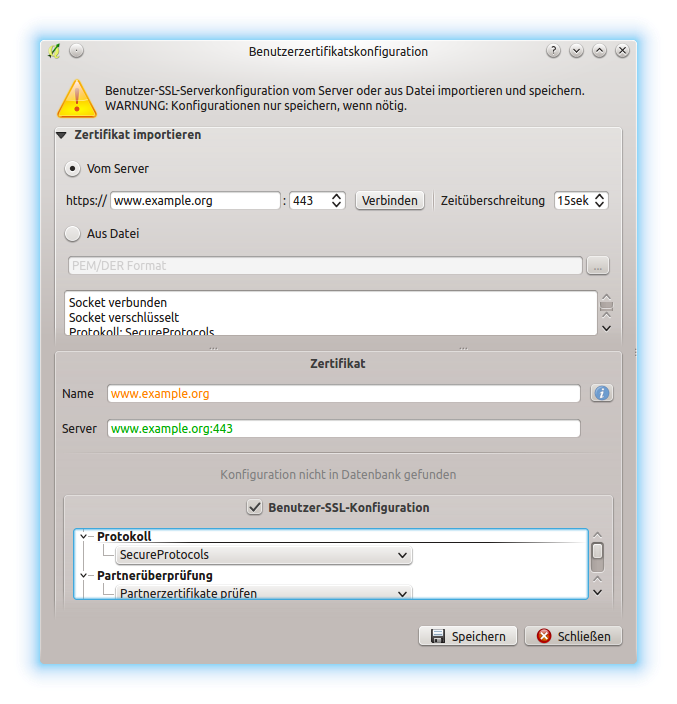 Benutzerzertifikatskonfiguration
Benutzer-SSL-Serverkonfiguration vom Server oder aus Datei importieren und speichern.
WARNUNG: Konfigurationen nur speichern, wenn nötig.
Zertifikat importieren
Vom Server
https:// www.example.org : 443 Verbinden Zeitüberschreitung 15sek
Aus Datei
PEM/DER Format ...
Socket verbunden
Socket verschlüsselt
Protokoll: SecureProtocols
Zertifikat
Name www.example.org
Server www.example.org:443
Konfiguration nicht in Datenbank gefunden
Benutzer-SSL-Konfiguration
Protokoll
SecureProtocols
Partnerüberprüfung
Partnerzertifikate prüfen
Speichern Schließen